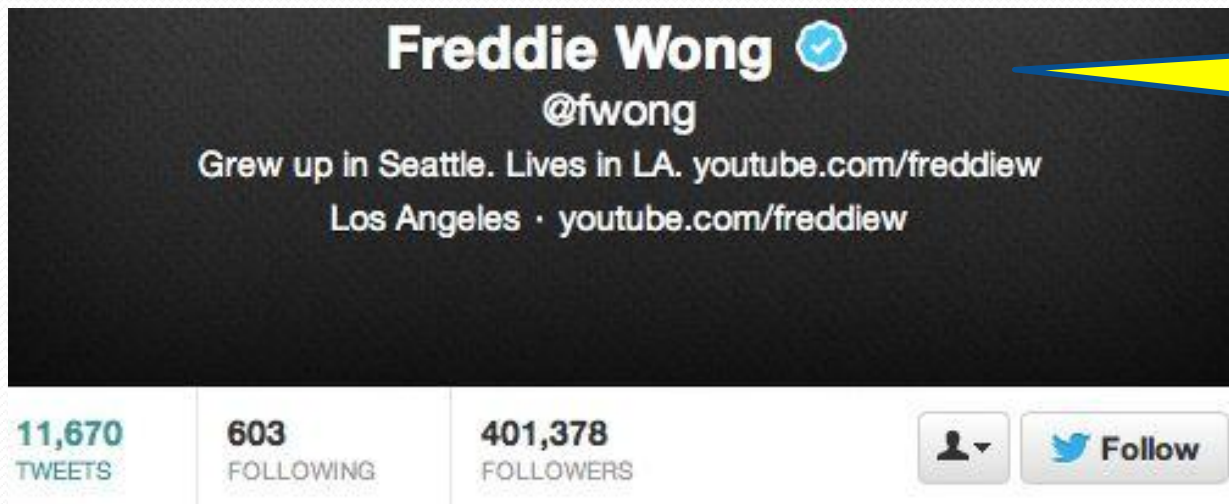 Freddie Wong
@fwong
Grew up in Seattle. Lives in LA. youtube.com/freddiew
Los Angeles · youtube.com/freddiew
11,670 603 401,378
TWEETS FOLLOWING FOLLOWERS
Follow